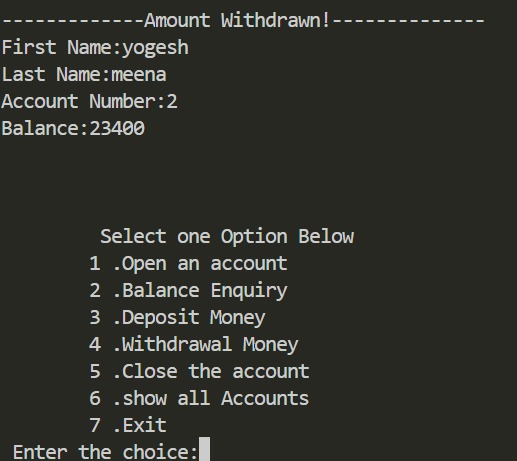 -------------Amount Withdrawn!--------------
First Name:yogesh
Last Name:meena
Account Number:2
Balance:23400
Select one Option Below
1 .Open an account
2 .Balance Enquiry
3 .Deposit Money
4 .Withdrawal Money
5 .Close the account
6 .show all Accounts
7 .Exit
Enter the choice: